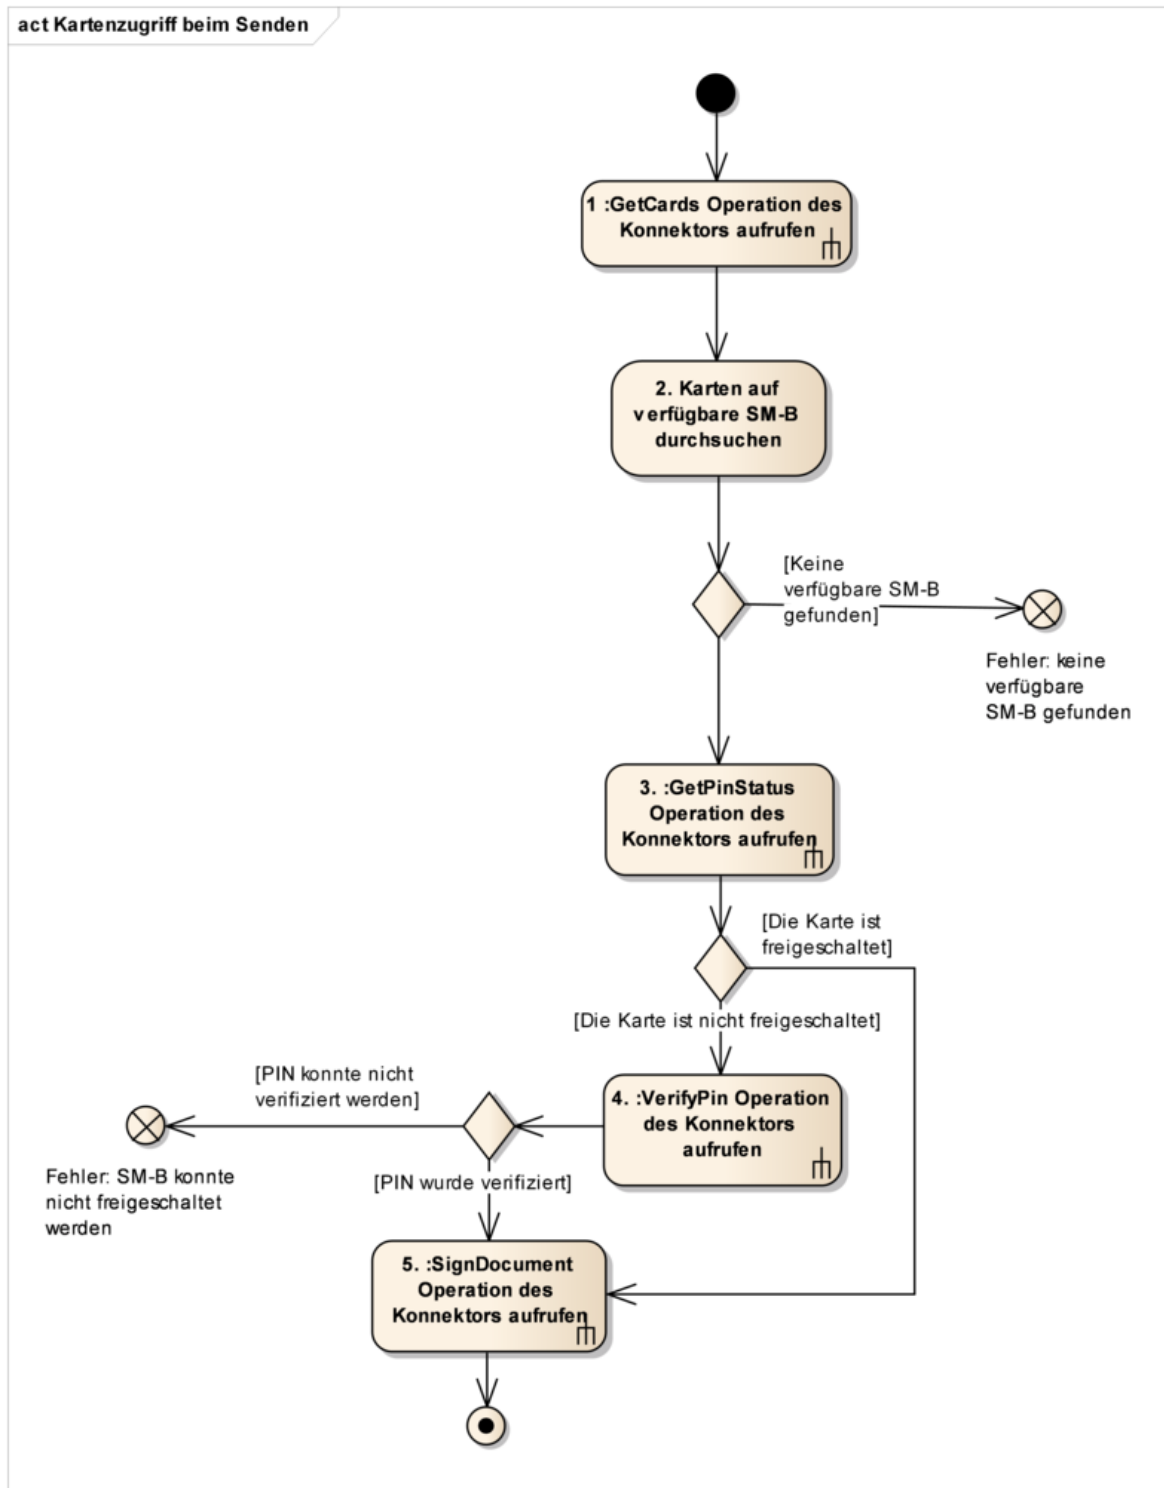 act Kartenzugriff beim Senden
1 :GetCards Operation des
Konnektors aufrufen
2. Karten auf
verfügbare SM-B
durchsuchen
[Keine
verfügbare SM-B
gefunden]
Fehler: keine
verfügbare
SM-B gefunden
3. :GetPinStatus
Operation des
Konnektors aufrufen
[Die Karte ist
freigeschaltet]
[Die Karte ist nicht freigeschaltet]
4. :VerifyPin Operation
des Konnektors
aufrufen
[PIN konnte nicht
verifiziert werden]
Fehler: SM-B konnte
nicht freigeschaltet
werden
[PIN wurde verifiziert]
5. :SignDocument
Operation des
Konnektors aufrufen